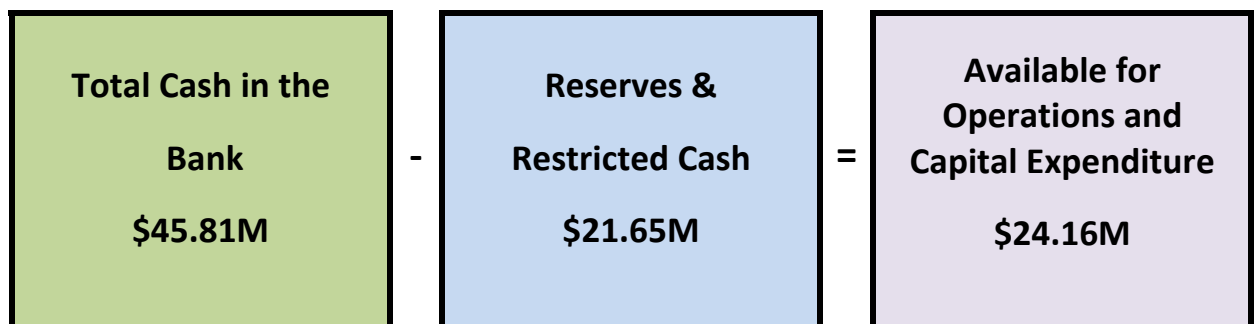 Total Cash in the
Bank
$45.81M
-
Reserves &
Restricted Cash
$21.65M
=
Available for
Operations and
Capital Expenditure
$24.16M